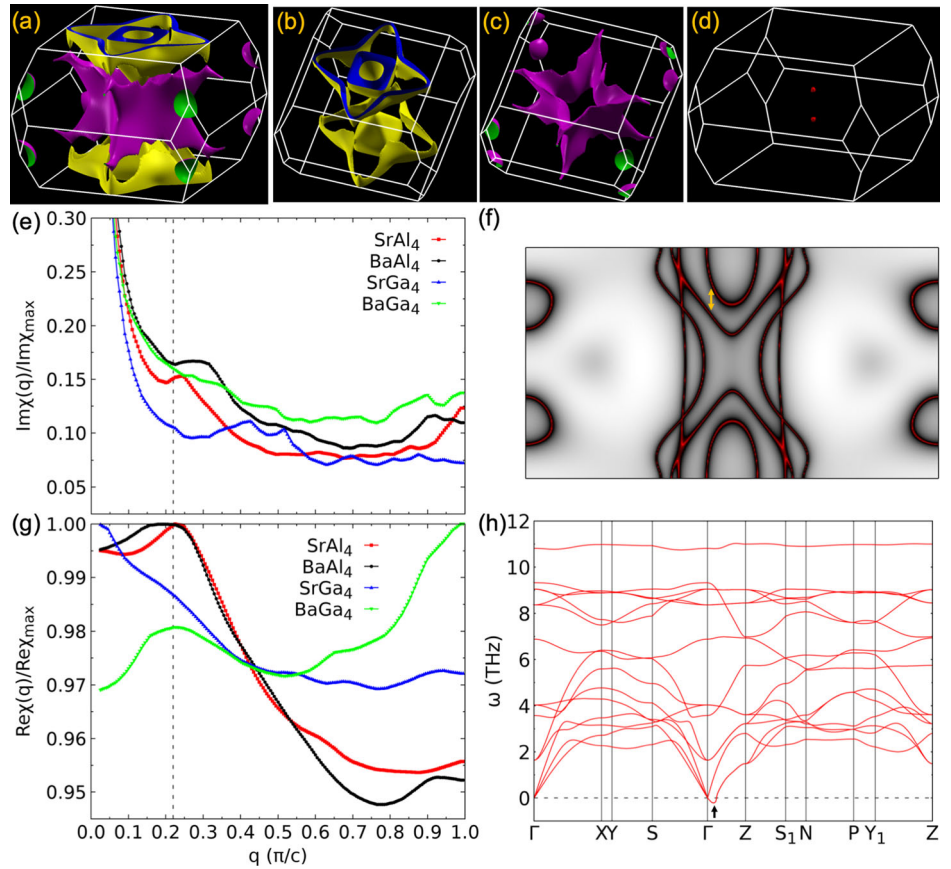 (a)
(b)
(c)
(d)
(e)
0.30
0.25
0.20
0.15
0.10
0.05
Imχ(q)/Imχmax
SrAl4
BaAl4
SrGa4
BaGa4
(f)
(g)
1.00
0.99
0.98
0.97
0.96
0.95
Reχ(q)/Reχmax
SrAl4
BaAl4
SrGa4
BaGa4
0.0 0.1 0.2 0.3 0.4 0.5 0.6 0.7 0.8 0.9 1.0
q (π/c)
(h)
12
10
8
6
4
2
0
ω (THz)
Γ X Y S Γ Z S1 N P Y1 Z